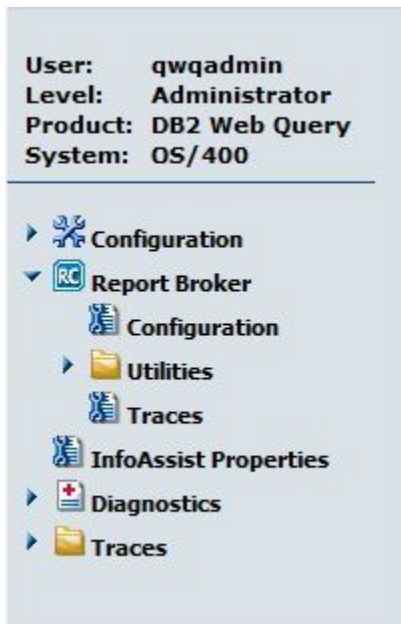 User: qwqadmin
Level: Administrator
Product: DB2 Web Query
System: OS/400
Configuration
RC Report Broker
Configuration
Utilities
Traces
InfoAssist Properties
Diagnostics
Traces